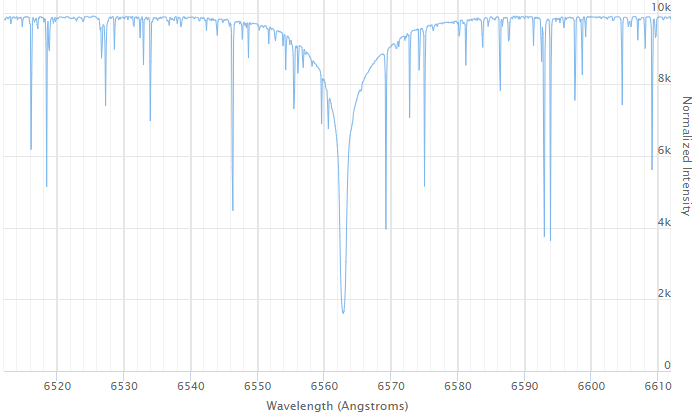 10k
8k
6k
4k
2k
0
Normalized Intensity
6520 6530 6540 6550 6560 6570 6580 6590 6600 6610
Wavelength (Angstroms)